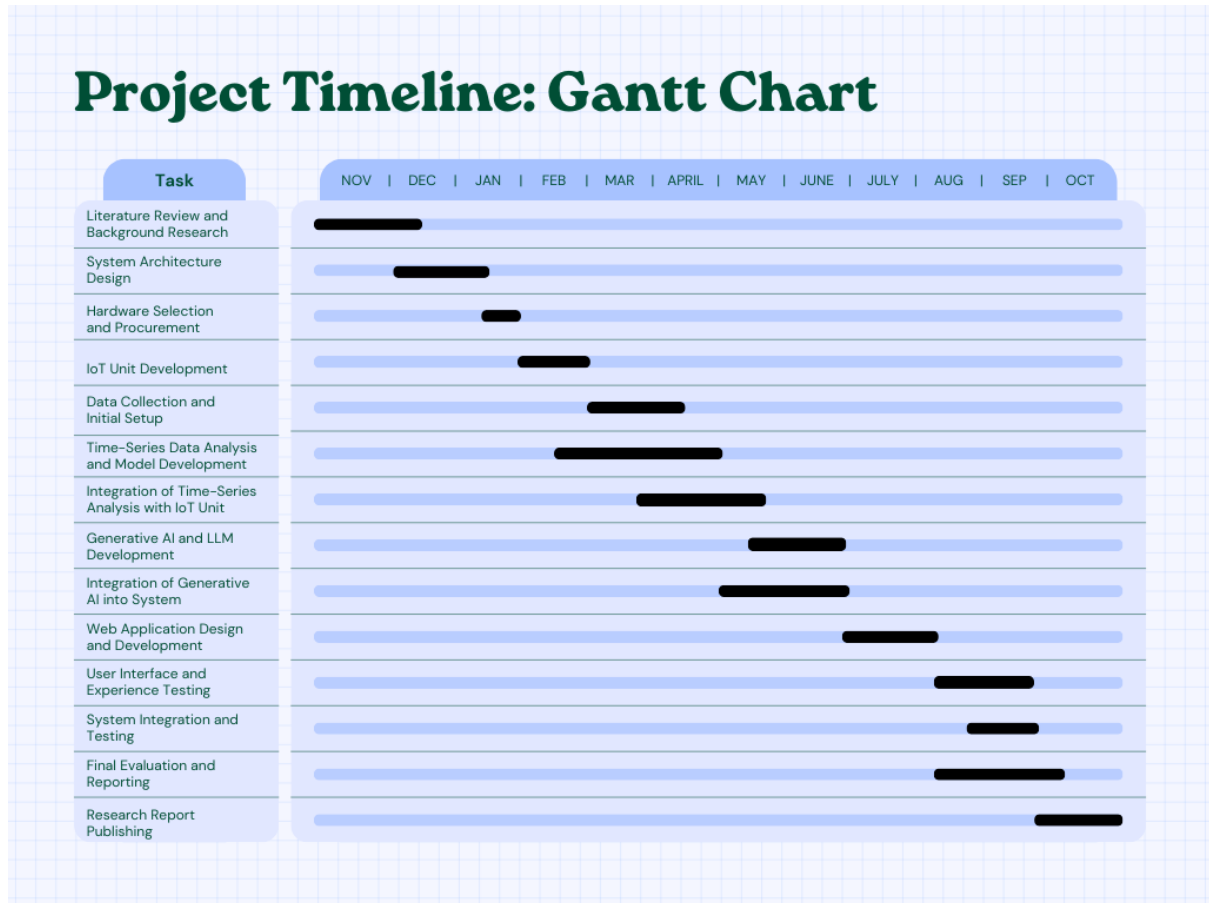 Project Timeline: Gantt Chart
Task
NOV | DEC | JAN | FEB | MAR | APRIL | MAY | JUNE | JULY | AUG | SEP | OCT
Literature Review and
Background Research
System Architecture
Design
Hardware Selection
and Procurement
IoT Unit Development
Data Collection and
Initial Setup
Time-Series Data Analysis
and Model Development
Integration of Time-Series
Analysis with IoT Unit
Generative AI and LLM
Development
Integration of Generative
AI into System
Web Application Design
and Development
User Interface and
Experience Testing
System Integration and
Testing
Final Evaluation and
Reporting
Research Report
Publishing